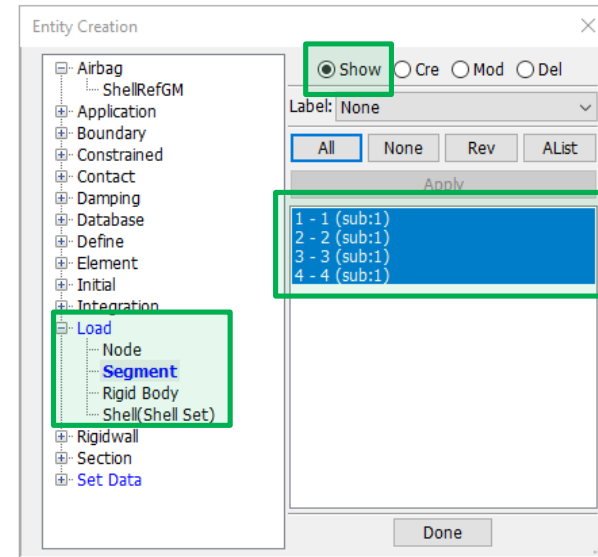 Entity Creation
Airbag
ShellRefGM
Application
Boundary
Constrained
Contact
Damping
Database
Define
Element
Initial
Integration
Load
Node
Segment
Rigid Body
Shell(Shell Set)
Rigidwall
Section
Set Data
Show Cre Mod Del
Label: None
All None Rev AList
Apply
1 - 1 (sub:1)
2 - 2 (sub:1)
3 - 3 (sub:1)
4 - 4 (sub:1)
Done